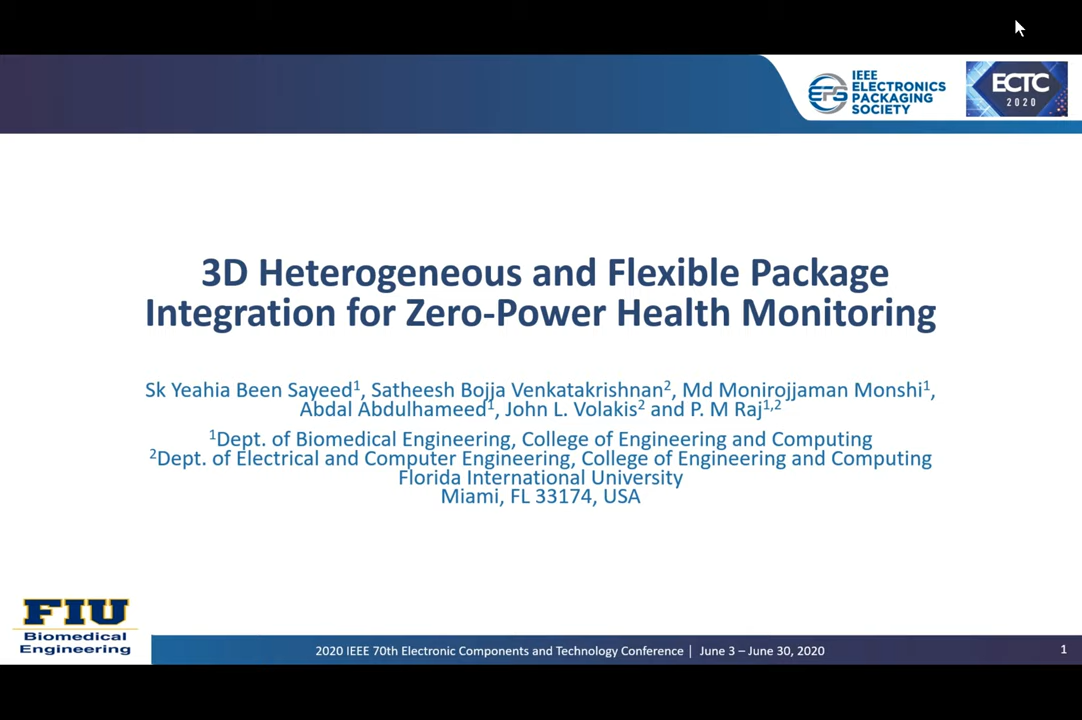 IEEE
ELECTRONICS
PACKAGING
SOCIETY
EPS
ECTC
2020
3D Heterogeneous and Flexible Package
Integration for Zero-Power Health Monitoring
Sk Yeahia Been Sayeed¹, Satheesh Bojja Venkatakrishnan², Md Monirojjaman Monshi¹,
Abdal Abdulhameed¹, John L. Volakis² and P. M Raj¹,²
¹Dept. of Biomedical Engineering, College of Engineering and Computing
²Dept. of Electrical and Computer Engineering, College of Engineering and Computing
Florida International University
Miami, FL 33174, USA
FIU
Biomedical
Engineering
2020 IEEE 70th Electronic Components and Technology Conference | June 3 – June 30, 2020
1